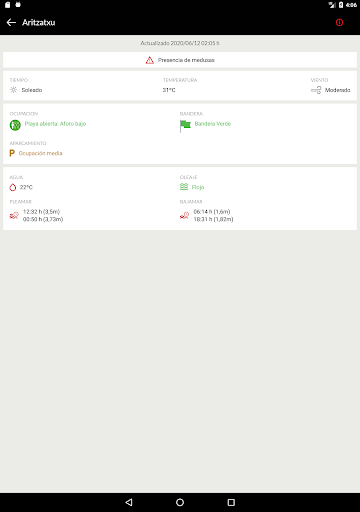 4:06
Aritzatxu
Actualizado 2020/06/12 02:05 h
Presencia de medusas
TIEMPO
Soleado
TEMPERATURA
31ºC
VIENTO
Moderado
OCUPACION
Playa abierta: Aforo bajo
BANDERA
Bandera Verde
APARCAMIENTO
P Ocupación media
AGUA
22ºC
OLEAJE
Flojo
PLEAMAR
12:32 h (3,5m)
00:50 h (3,73m)
BAJAMAR
06:14 h (1,6m)
18:31 h (1,82m)